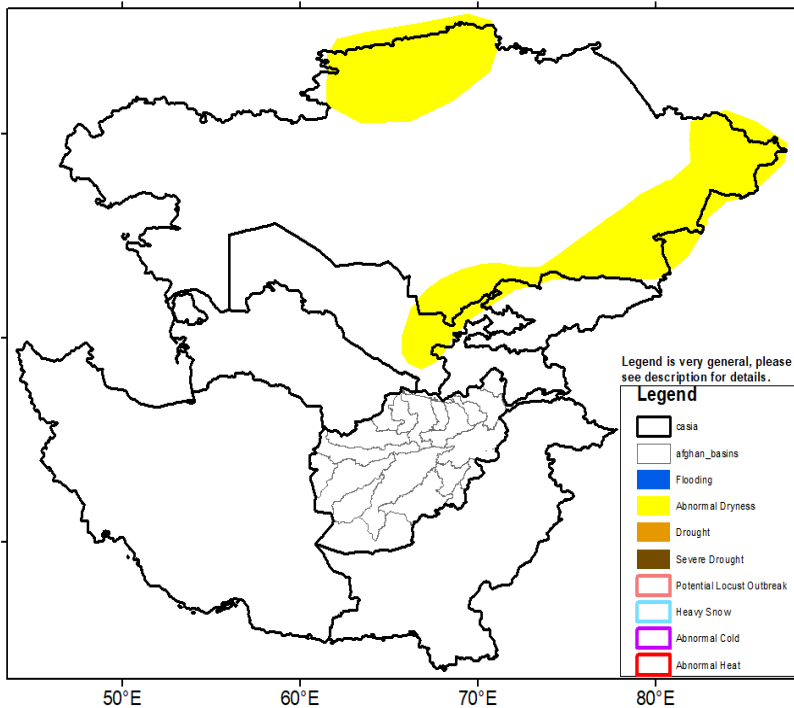 Legend is very general, please
see description for details.
Legend
casia
afghan_basins
Flooding
Abnormal Dryness
Drought
Severe Drought
Potential Locust Outbreak
Heavy Snow
Abnormal Cold
Abnormal Heat
50°E 60°E 70°E 80°E